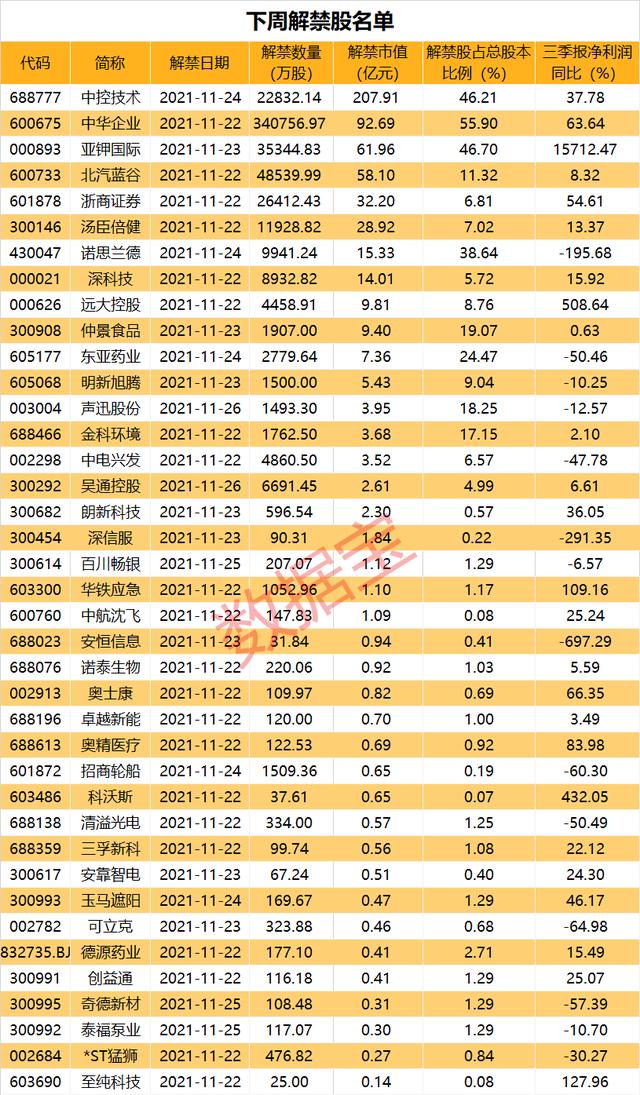 下周解禁股名单
代码 简称 解禁日期 解禁数量(万股) 解禁市值(亿元) 解禁股占总股本比例(%) 三季报净利润同比(%)
688777 中控技术 2021-11-24 22832.14 207.91 46.21 37.78
600675 中华企业 2021-11-22 340756.97 92.69 55.90 63.64
000893 亚钾国际 2021-11-23 35344.83 61.96 46.70 15712.47
600733 北汽蓝谷 2021-11-22 48539.99 58.10 11.32 8.32
601878 浙商证券 2021-11-22 26412.43 32.20 6.81 54.61
300146 汤臣倍健 2021-11-22 11928.82 28.92 7.02 13.37
430047 诺思兰德 2021-11-24 9941.24 15.33 38.64 -195.68
000021 深科技 2021-11-22 8932.82 14.01 5.72 15.92
000626 远大控股 2021-11-22 4458.91 9.81 8.76 508.64
300908 仲景食品 2021-11-23 1907.00 9.40 19.07 0.63
605177 东亚药业 2021-11-24 2779.64 7.36 24.47 -50.46
605068 明新旭腾 2021-11-23 1500.00 5.43 9.04 -10.25
003004 声迅股份 2021-11-26 1493.30 3.95 18.25 -12.57
688466 金科环境 2021-11-22 1762.50 3.68 17.15 2.10
002298 中电兴发 2021-11-22 4860.50 3.52 6.57 -47.78
300292 吴通控股 2021-11-26 6691.45 2.61 4.99 6.61
300682 朗新科技 2021-11-23 596.54 2.30 0.57 36.05
300454 深信服 2021-11-23 90.31 1.84 0.22 -291.35
300614 百川畅银 2021-11-25 207.07 1.12 1.29 -6.57
603300 华铁应急 2021-11-22 1052.96 1.10 1.17 109.16
600760 中航沈飞 2021-11-22 147.83 1.09 0.08 25.24
688023 安恒信息 2021-11-23 31.84 0.94 0.41 -697.29
688076 诺泰生物 2021-11-22 220.06 0.92 1.03 5.59
002913 奥士康 2021-11-22 109.97 0.82 0.69 66.35
688196 卓越新能 2021-11-22 120.00 0.70 1.00 3.49
688613 奥精医疗 2021-11-22 122.53 0.69 0.92 83.98
601872 招商轮船 2021-11-24 1509.36 0.65 0.19 -60.30
603486 科沃斯 2021-11-22 37.61 0.65 0.07 432.05
688138 清溢光电 2021-11-22 334.00 0.57 1.25 -50.49
688359 三孚新科 2021-11-22 99.74 0.56 1.08 22.12
300617 安靠智电 2021-11-23 67.24 0.51 0.40 24.30
300993 玉马遮阳 2021-11-24 169.67 0.47 1.29 46.17
002782 可立克 2021-11-23 323.88 0.46 0.68 -64.98
832735.BJ 德源药业 2021-11-22 177.10 0.41 2.71 15.49
300991 创益通 2021-11-22 116.18 0.41 1.29 25.07
300995 奇德新材 2021-11-25 108.48 0.31 1.29 -57.39
300992 泰福泵业 2021-11-25 117.07 0.30 1.29 -10.70
002684 *ST猛狮 2021-11-22 476.82 0.27 0.84 -30.27
603690 至纯科技 2021-11-22 25.00 0.14 0.08 127.96
数据宝